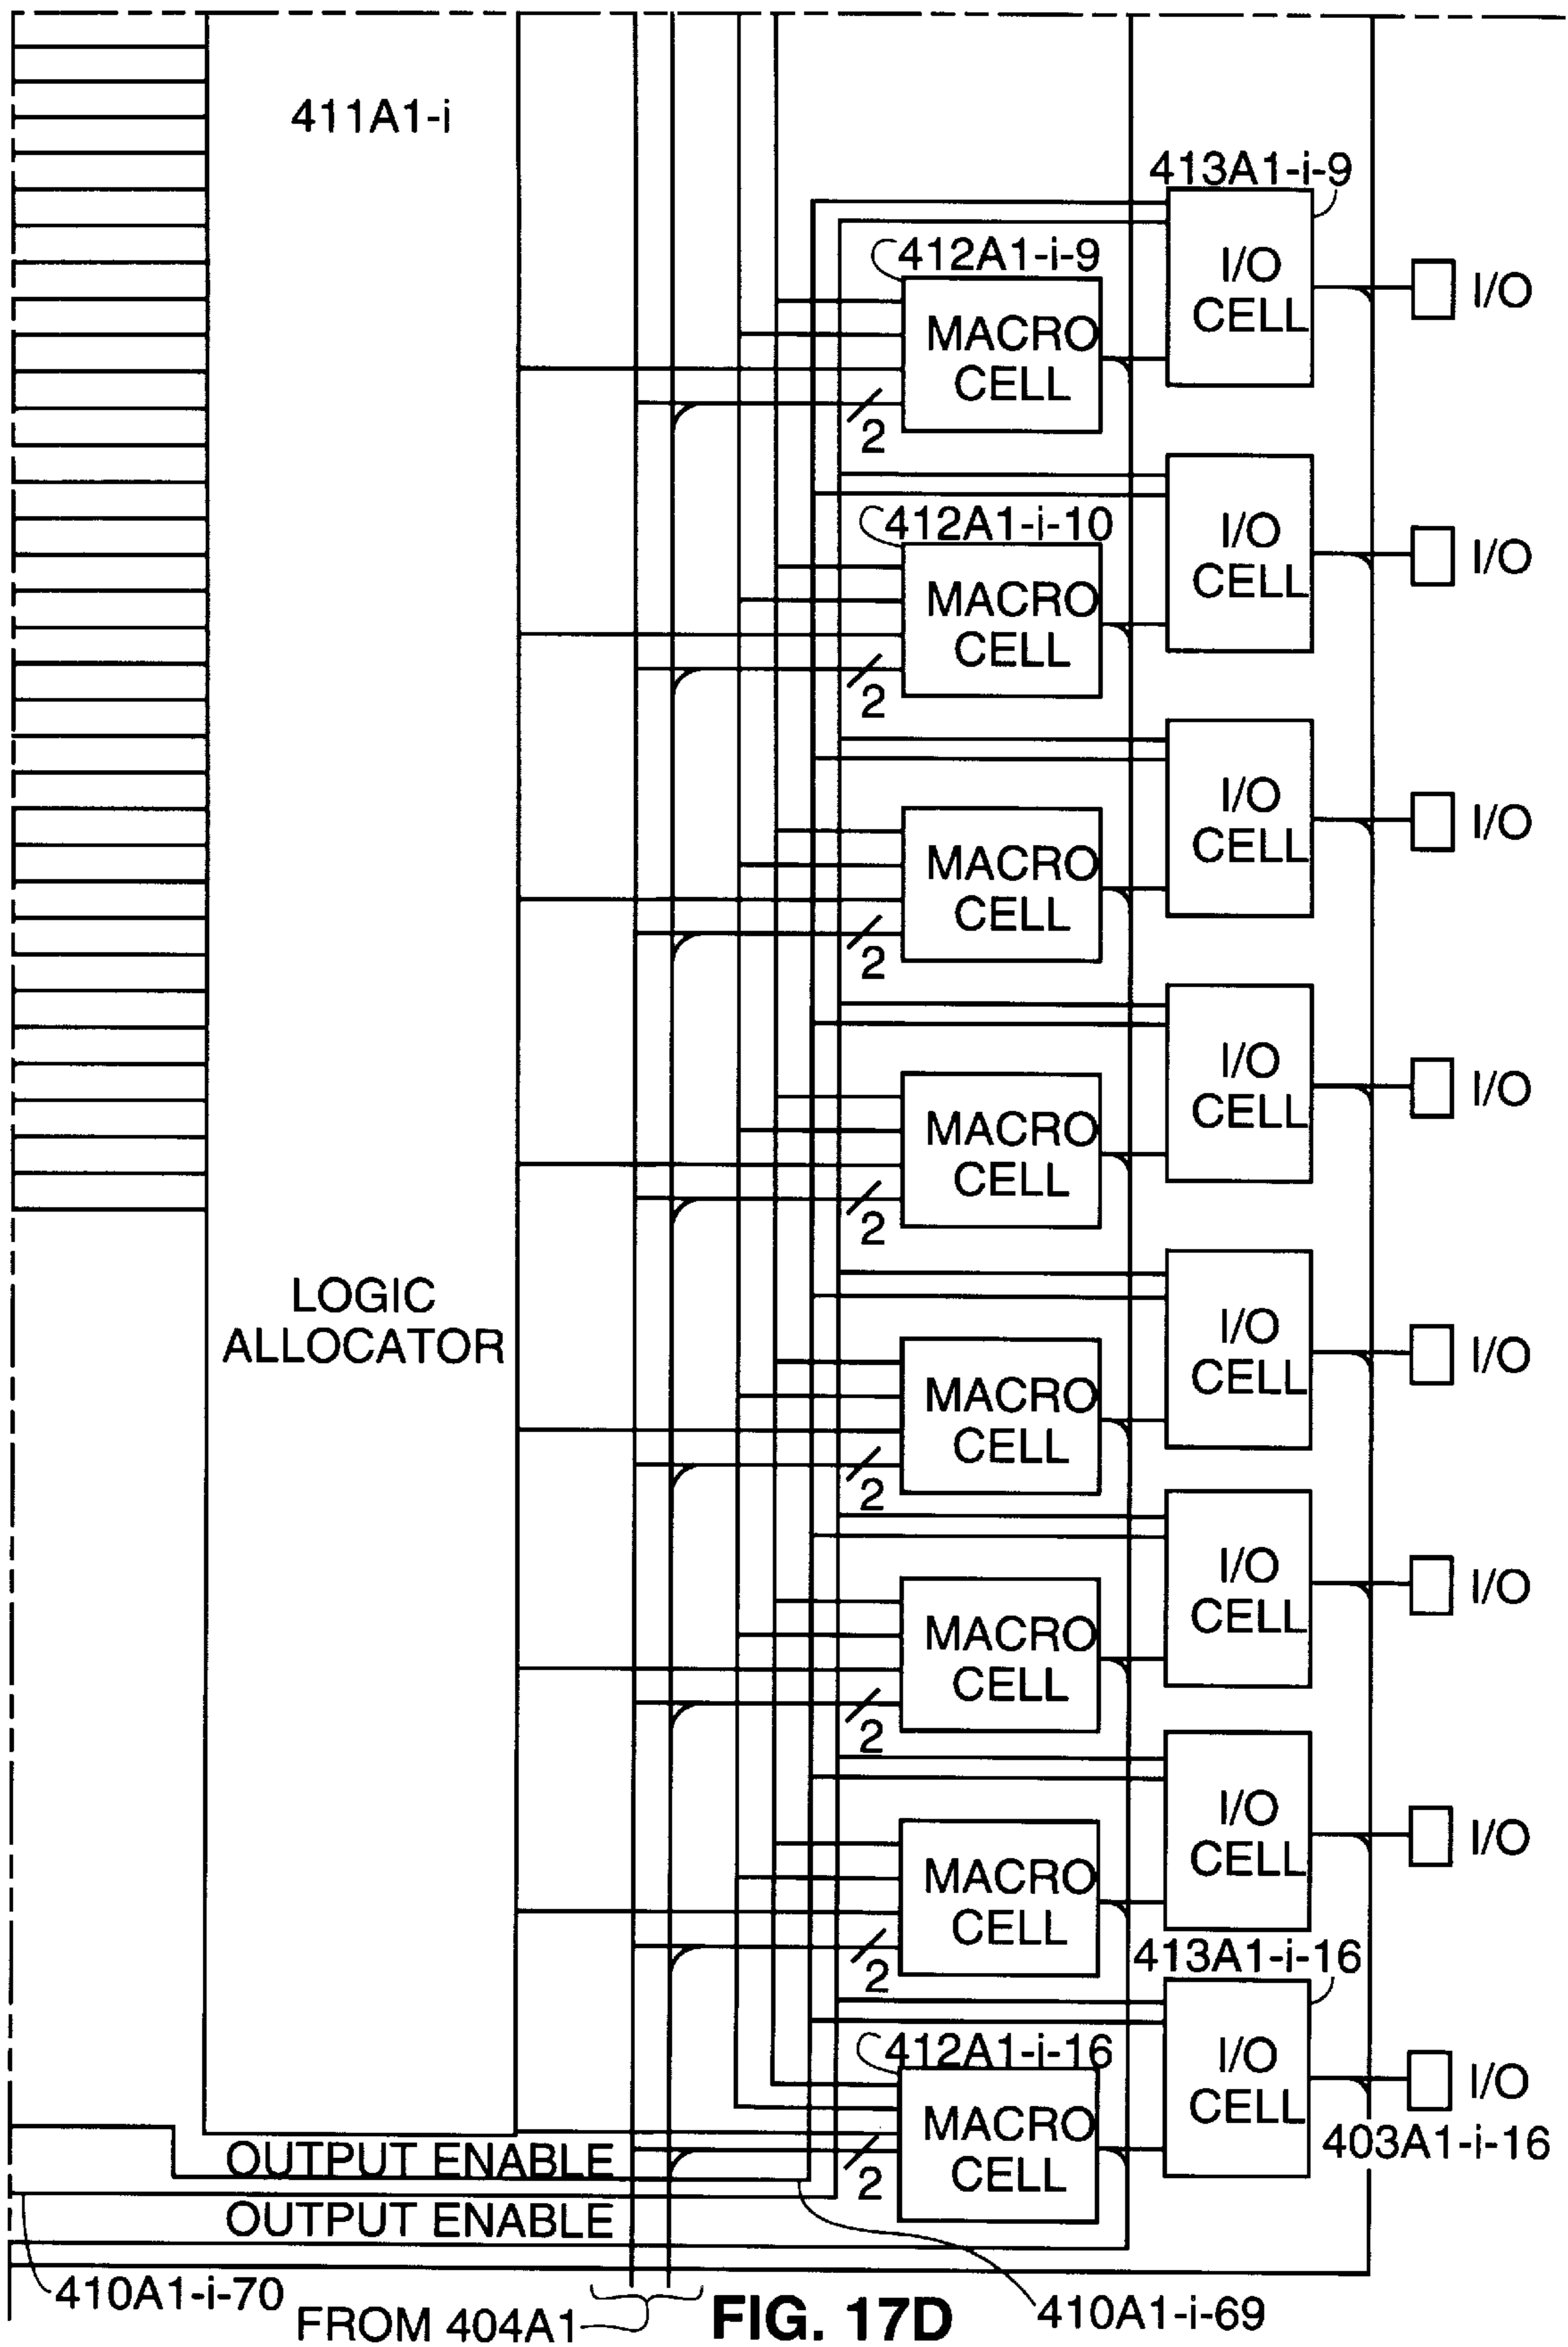 411A1-i
413A1-i-9
412A1-i-9
I/O
CELL
I/O
MACRO
CELL
2
I/O
CELL
I/O
412A1-i-10
MACRO
CELL
2
I/O
CELL
I/O
MACRO
CELL
2
I/O
CELL
I/O
MACRO
CELL
2
LOGIC
ALLOCATOR
I/O
CELL
I/O
MACRO
CELL
2
I/O
CELL
I/O
MACRO
CELL
2
I/O
CELL
I/O
MACRO
CELL
2
413A1-i-16
412A1-i-16
I/O
CELL
I/O
403A1-i-16
MACRO
CELL
2
OUTPUT ENABLE
OUTPUT ENABLE
410A1-i-70
FROM 404A1
FIG. 17D
410A1-i-69